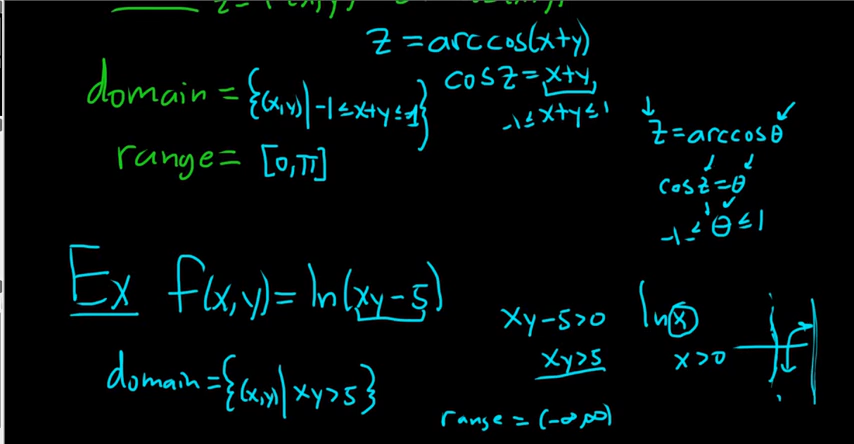 z = arccos(x+y)
cos z = x+y
domain = {(x,y) | -1 ≤ x+y ≤ 1}
-1 ≤ x+y ≤ 1
range = [0,π]
z = arccos θ
cos z = θ
-1 ≤ θ ≤ 1
Ex f(x,y) = ln(xy-5)
xy-5>0
xy>5
ln x
x>0
domain = {(x,y) | xy>5}
range = (-∞,∞)